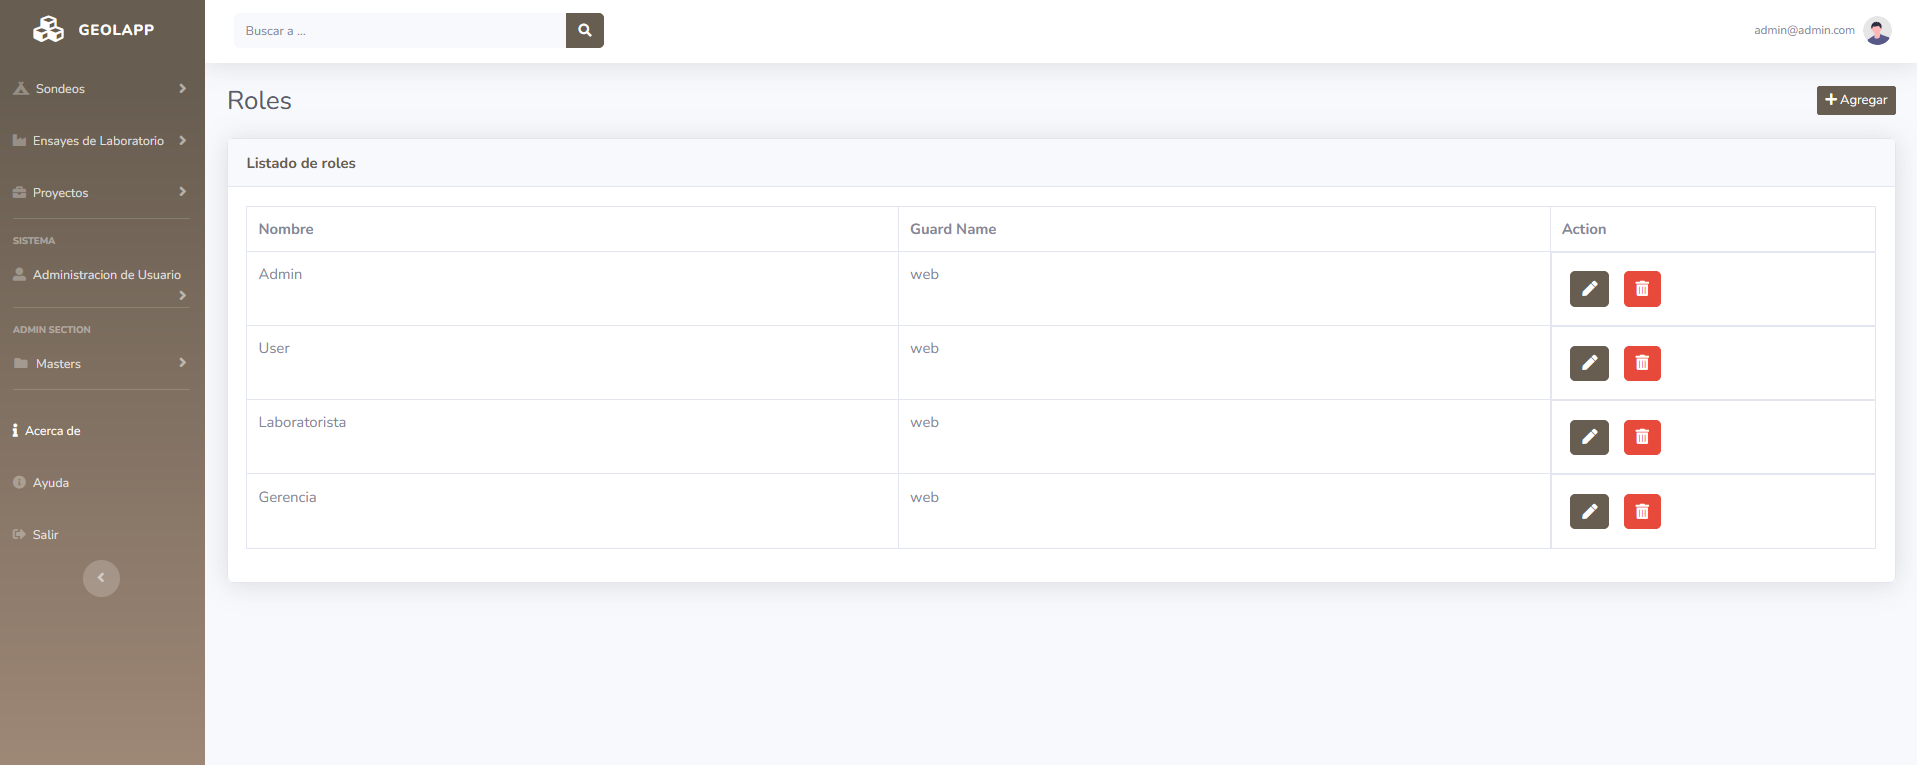 GEOLAPP
Buscar a ...
admin@admin.com
Sondeos
Ensayes de Laboratorio
Proyectos
SISTEMA
Administracion de Usuario
ADMIN SECTION
Masters
Acerca de
Ayuda
Salir
Roles
Agregar
Listado de roles
Nombre Guard Name Action
Admin web
User web
Laboratorista web
Gerencia web